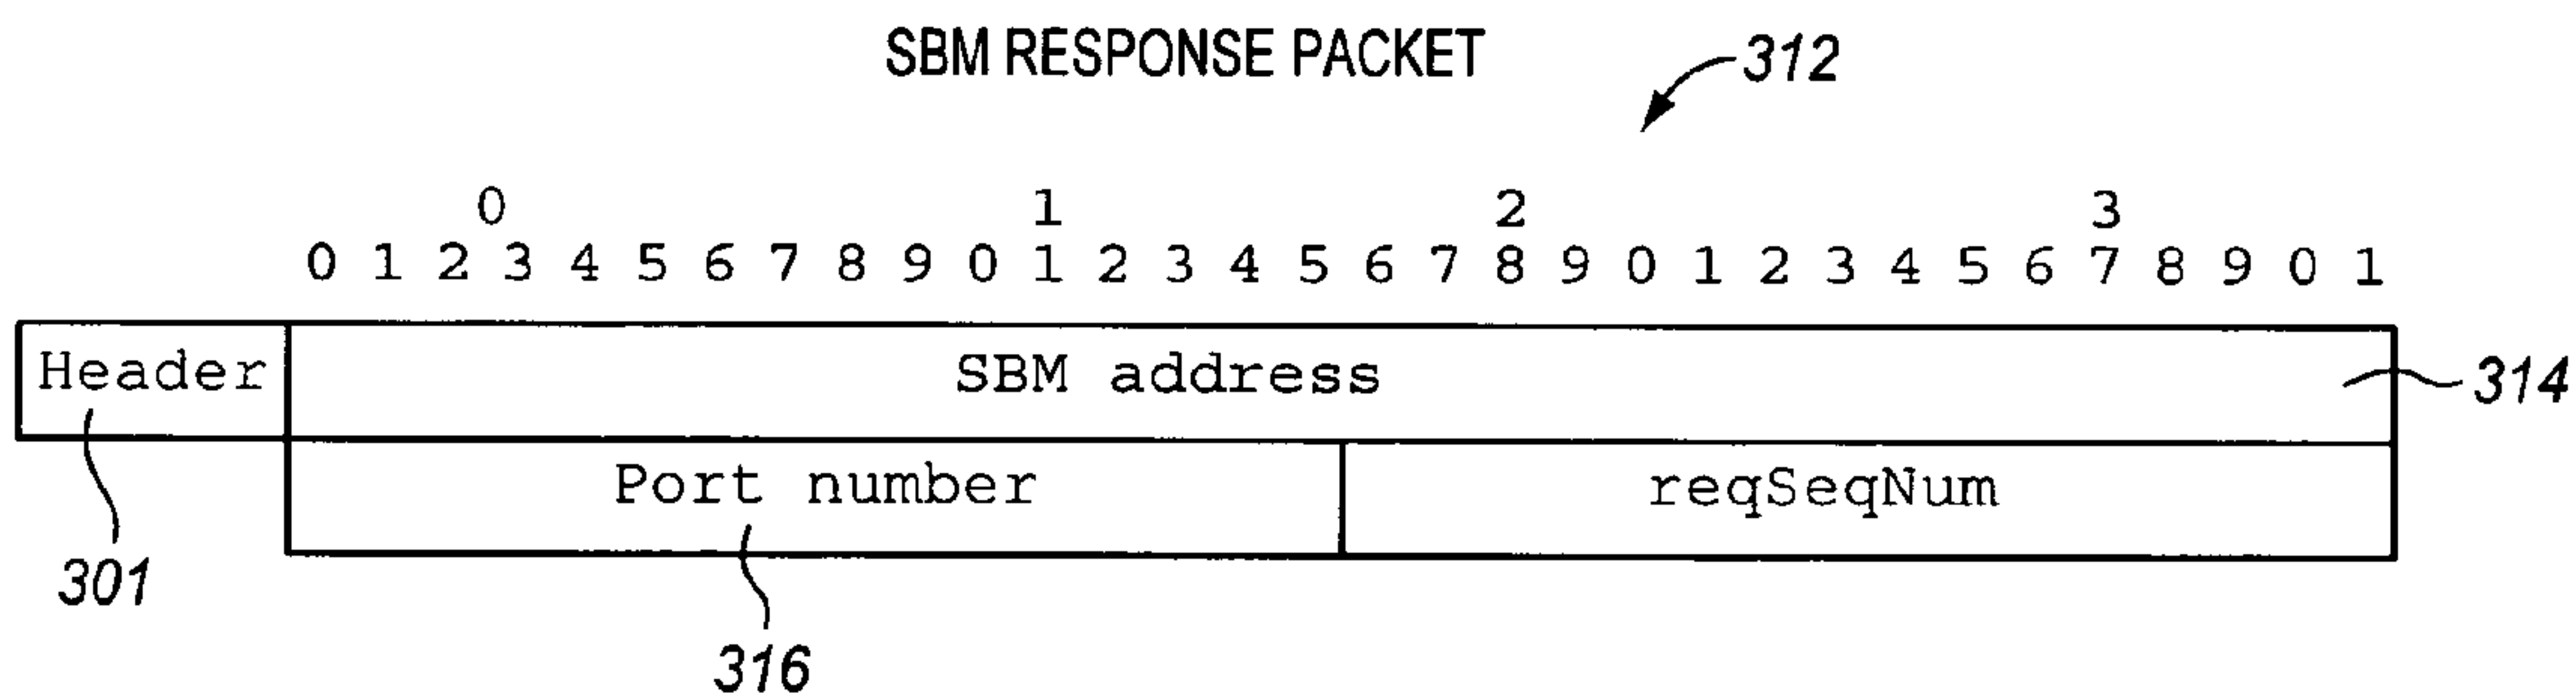 SBM RESPONSE PACKET
312
0 1 2 3
0 1 2 3 4 5 6 7 8 9 0 1 2 3 4 5 6 7 8 9 0 1 2 3 4 5 6 7 8 9 0 1
Header SBM address
314
Port number reqSeqNum
301
316